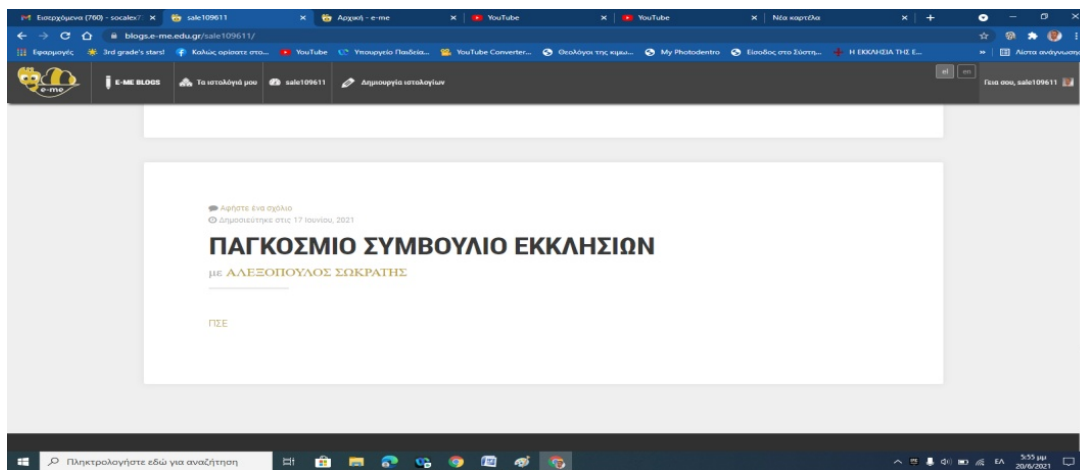 Εισερχόμενα (760) - socalex7
sale109611
Αρχική - e-me
YouTube
YouTube
Νέα καρτέλα
blogs.e-me.edu.gr/sale109611/
Εφαρμογές
3rd grade's stars!
Καλώς ορίσατε στο...
YouTube
Υπουργείο Παιδεία...
YouTube Converter...
Θεολόγοι της κιμω...
My Photodentro
Είσοδος στο Σύστη...
Η ΕΚΚΛΗΣΙΑ ΤΗΣ Ε...
Λίστα ανάγνωσης
e-me
E-ME BLOGS
Τα ιστολόγιά μου
sale109611
Δημιουργία ιστολογίων
el
en
Γεια σου, sale109611
Αφήστε ένα σχόλιο
Δημοσιεύτηκε στις 17 Ιουνίου, 2021
ΠΑΓΚΟΣΜΙΟ ΣΥΜΒΟΥΛΙΟ ΕΚΚΛΗΣΙΩΝ
με ΑΛΕΞΟΠΟΥΛΟΣ ΣΩΚΡΑΤΗΣ
ΠΣΕ
Πληκτρολογήστε εδώ για αναζήτηση
ΕΛ
5:55 μμ
20/6/2021